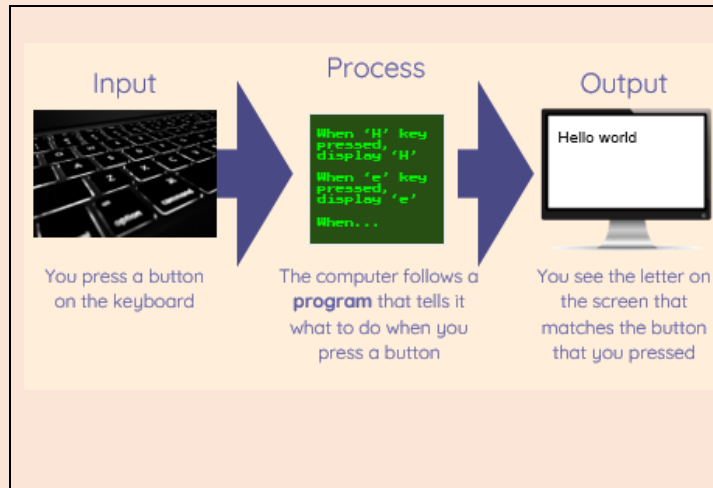 Input
Process
Output
When ‘H’ key
pressed,
display ‘H’
When ‘e’ key
pressed,
display ‘e’
When...
Hello world
You press a button
on the keyboard
The computer follows a
program that tells it
what to do when you
press a button
You see the letter on
the screen that
matches the button
that you pressed
option
command